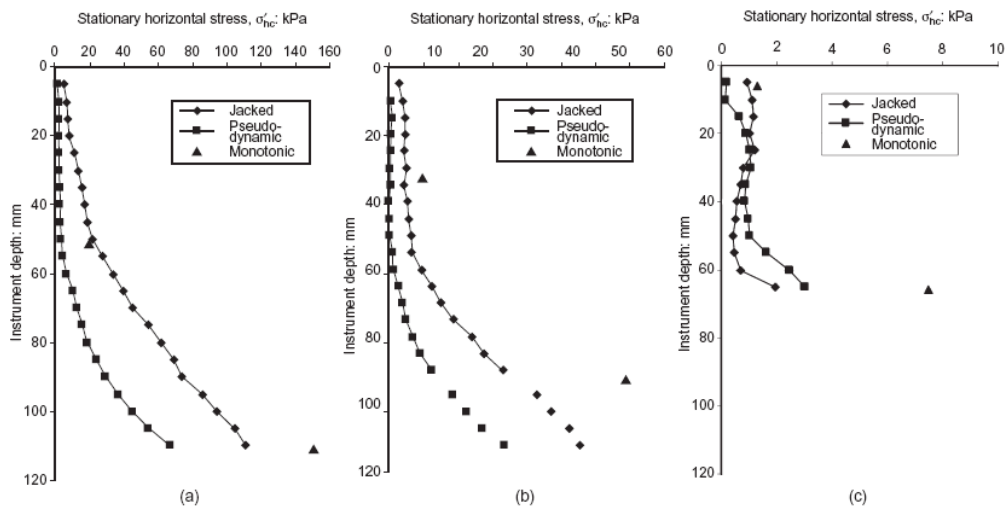 Stationary horizontal stress, σ′hc: kPa
0 20 40 60 80 100 120 140 160
0
20
40
60
80
100
120
Instrument depth: mm
Jacked
Pseudo-
dynamic
Monotonic
(a)
Stationary horizontal stress, σ′hc: kPa
0 10 20 30 40 50 60
0
20
40
60
80
100
120
Instrument depth: mm
Jacked
Pseudo-
dynamic
Monotonic
(b)
Stationary horizontal stress, σ′hc: kPa
0 2 4 6 8 10
0
20
40
60
80
100
120
Instrument depth: mm
Jacked
Pseudo-
dynamic
Monotonic
(c)